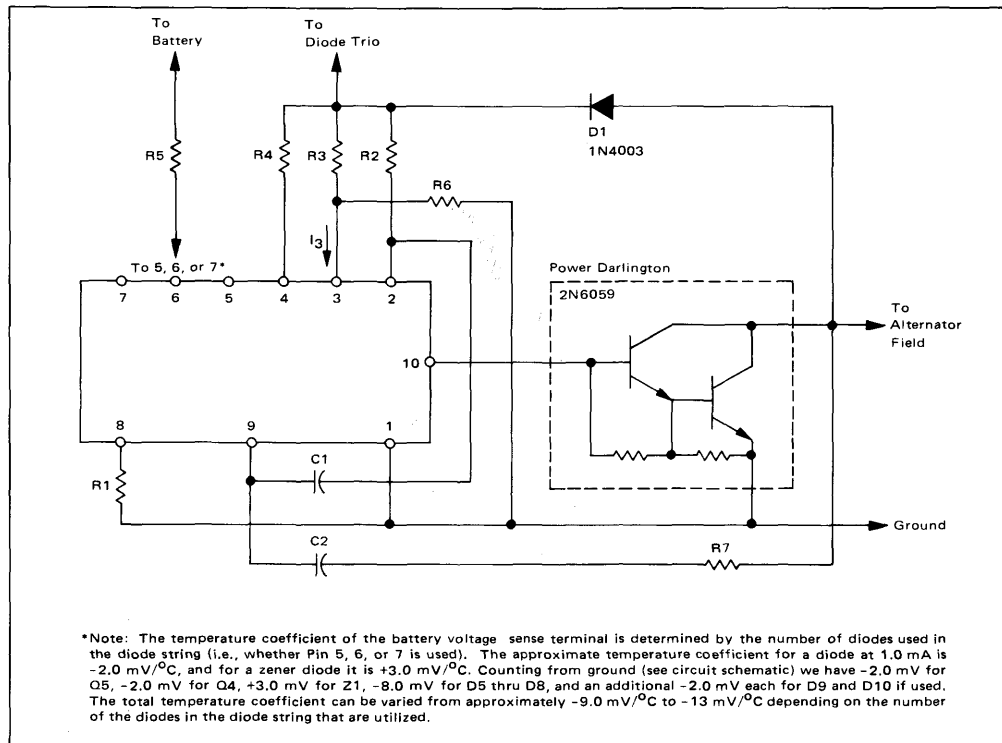 To
Battery
To
Diode Trio
D1
1N4003
R5
R4
R3
R2
R6
I3
To 5, 6, or 7*
7
6
5
4
3
2
Power Darlington
2N6059
To
Alternator
Field
10
8
9
1
R1
C1
Ground
C2
R7
*Note: The temperature coefficient of the battery voltage sense terminal is determined by the number of diodes used in
the diode string (i.e., whether Pin 5, 6, or 7 is used). The approximate temperature coefficient for a diode at 1.0 mA is
-2.0 mV/°C, and for a zener diode it is +3.0 mV/°C. Counting from ground (see circuit schematic) we have -2.0 mV for
Q5, -2.0 mV for Q4, +3.0 mV for Z1, -8.0 mV for D5 thru D8, and an additional -2.0 mV each for D9 and D10 if used.
The total temperature coefficient can be varied from approximately -9.0 mV/°C to -13 mV/°C depending on the number
of the diodes in the diode string that are utilized.